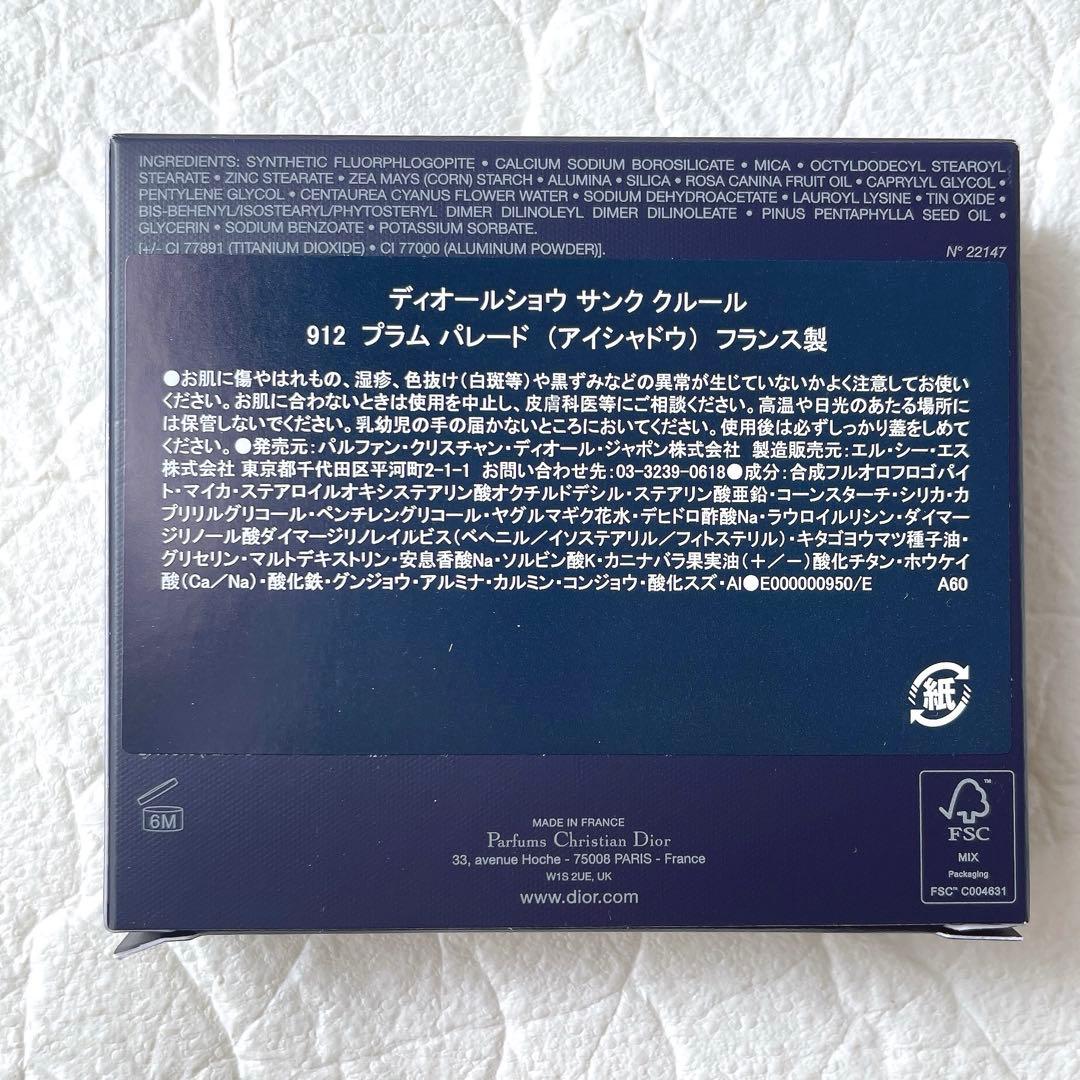 INGREDIENTS: SYNTHETIC FLUORPHLOGOPITE • CALCIUM SODIUM BOROSILICATE • MICA • OCTYLDODECYL STEAROYL
STEARATE • ZINC STEARATE • ZEA MAYS (CORN) STARCH • ALUMINA • SILICA • ROSA CANINA FRUIT OIL • CAPRYLYL GLYCOL •
PENTYLENE GLYCOL • CENTAUREA CYANUS FLOWER WATER • SODIUM DEHYDROACETATE • LAUROYL LYSINE • TIN OXIDE •
BIS-BEHENYL/ISOSTEARYL/PHYTOSTERYL DIMER DILINOLEYL DIMER DILINOLEATE • PINUS PENTAPHYLLA SEED OIL •
GLYCERIN • SODIUM BENZOATE • POTASSIUM SORBATE.
[+/- CI 77891 (TITANIUM DIOXIDE) • CI 77000 (ALUMINUM POWDER)].
N° 22147
ディオールショウ サンク クルール
912 プラム パレード （アイシャドウ） フランス製
●お肌に傷やはれもの、湿疹、色抜け(白斑等)や黒ずみなどの異常が生じていないかよく注意してお使い
ください。お肌に合わないときは使用を中止し、皮膚科医等にご相談ください。高温や日光のあたる場所に
は保管しないでください。乳幼児の手の届かないところにおいてください。使用後は必ずしっかり蓋をしめて
ください。●発売元：パルファン・クリスチャン・ディオール・ジャポン株式会社 製造販売元：エル・シー・エス
株式会社 東京都千代田区平河町2-1-1 お問い合わせ先：03-3239-0618●成分：合成フルオロフロゴパイ
ト・マイカ・ステアロイルオキシステアリン酸オクチルドデシル・ステアリン酸亜鉛・コーンスターチ・シリカ・カ
プリリルグリコール・ペンチレングリコール・ヤグルマギク花水・デヒドロ酢酸Na・ラウロイルリシン・ダイマー
ジリノール酸ダイマージリノレイルビス（ベヘニル／イソステアリル／フィトステリル）・キタゴヨウマツ種子油・
グリセリン・マルトデキストリン・安息香酸Na・ソルビン酸K・カニナバラ果実油（＋／－）酸化チタン・ホウケイ
酸（Ca／Na）・酸化鉄・グンジョウ・アルミナ・カルミン・コンジョウ・酸化スズ・Al●E000000950/E A60
紙
6M
MADE IN FRANCE
Parfums Christian Dior
33, avenue Hoche - 75008 PARIS - France
W1S 2UE, UK
www.dior.com
FSC
MIX
Packaging
FSC™ C004631